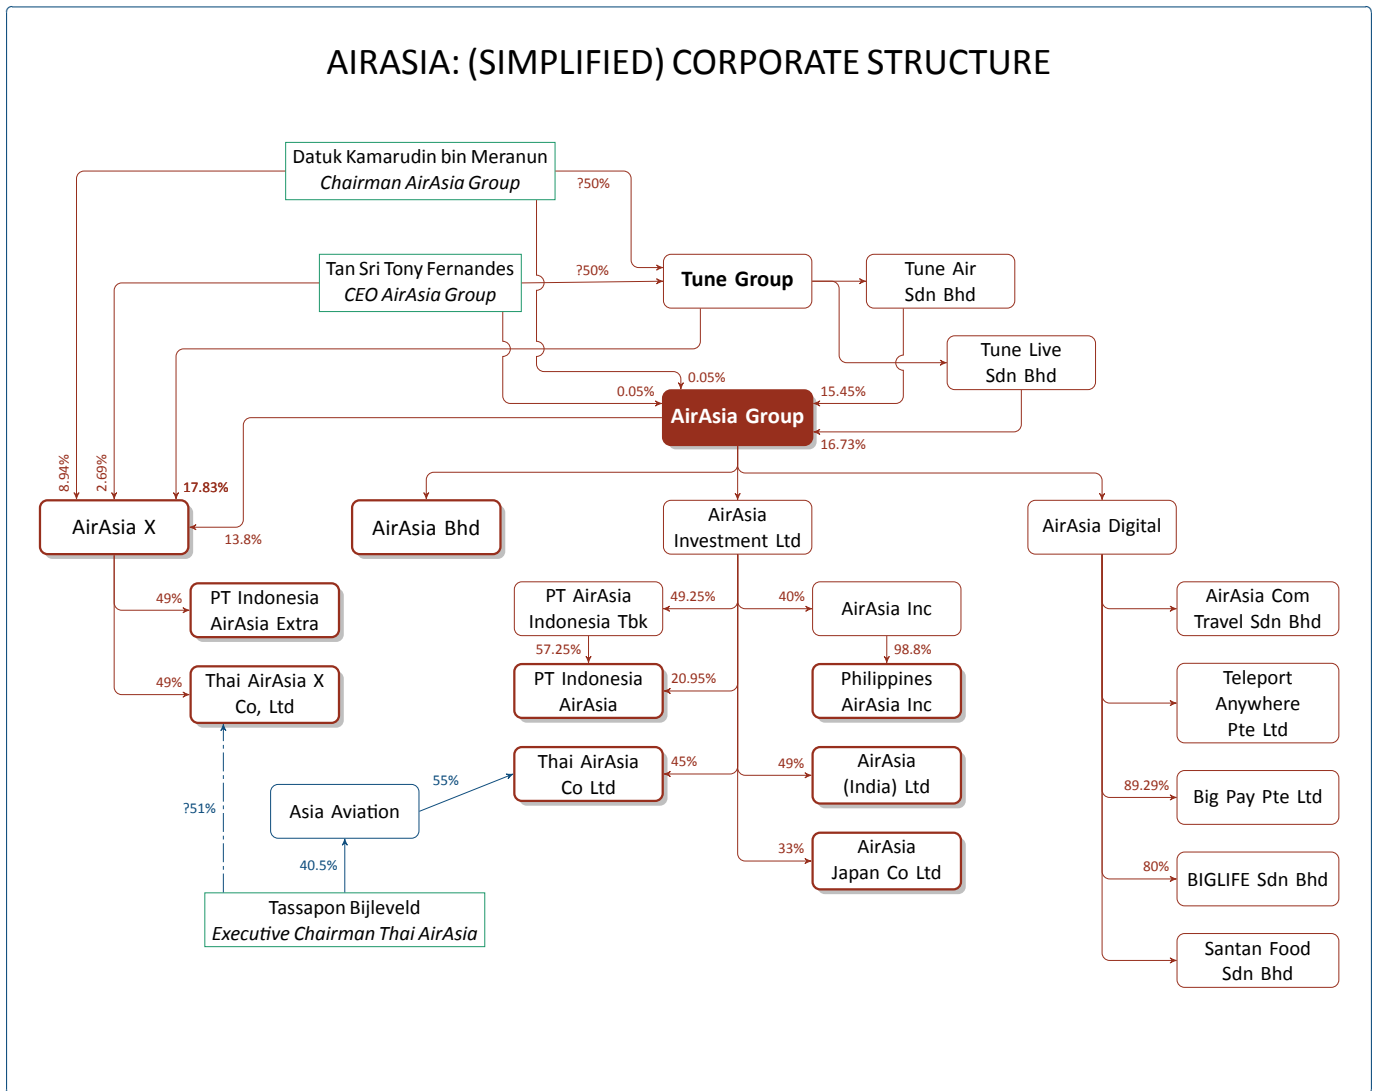 AIRASIA: (SIMPLIFIED) CORPORATE STRUCTURE
Datuk Kamarudin bin Meranun
Chairman AirAsia Group
?50%
Tan Sri Tony Fernandes
CEO AirAsia Group
?50%
Tune Group
Tune Air
Sdn Bhd
Tune Live
Sdn Bhd
0.05%
0.05%
15.45%
AirAsia Group
16.73%
8.94%
2.69%
17.83%
13.8%
AirAsia X
AirAsia Bhd
AirAsia
Investment Ltd
AirAsia Digital
49%
PT Indonesia
AirAsia Extra
49%
Thai AirAsia X
Co, Ltd
PT AirAsia
Indonesia Tbk
49.25%
40%
AirAsia Inc
57.25%
98.8%
PT Indonesia
AirAsia
20.95%
Philippines
AirAsia Inc
Thai AirAsia
Co Ltd
45%
49%
AirAsia
(India) Ltd
33%
AirAsia
Japan Co Ltd
AirAsia Com
Travel Sdn Bhd
Teleport
Anywhere
Pte Ltd
89.29%
Big Pay Pte Ltd
80%
BIGLIFE Sdn Bhd
Santan Food
Sdn Bhd
55%
Asia Aviation
?51%
40.5%
Tassapon Bijleveld
Executive Chairman Thai AirAsia